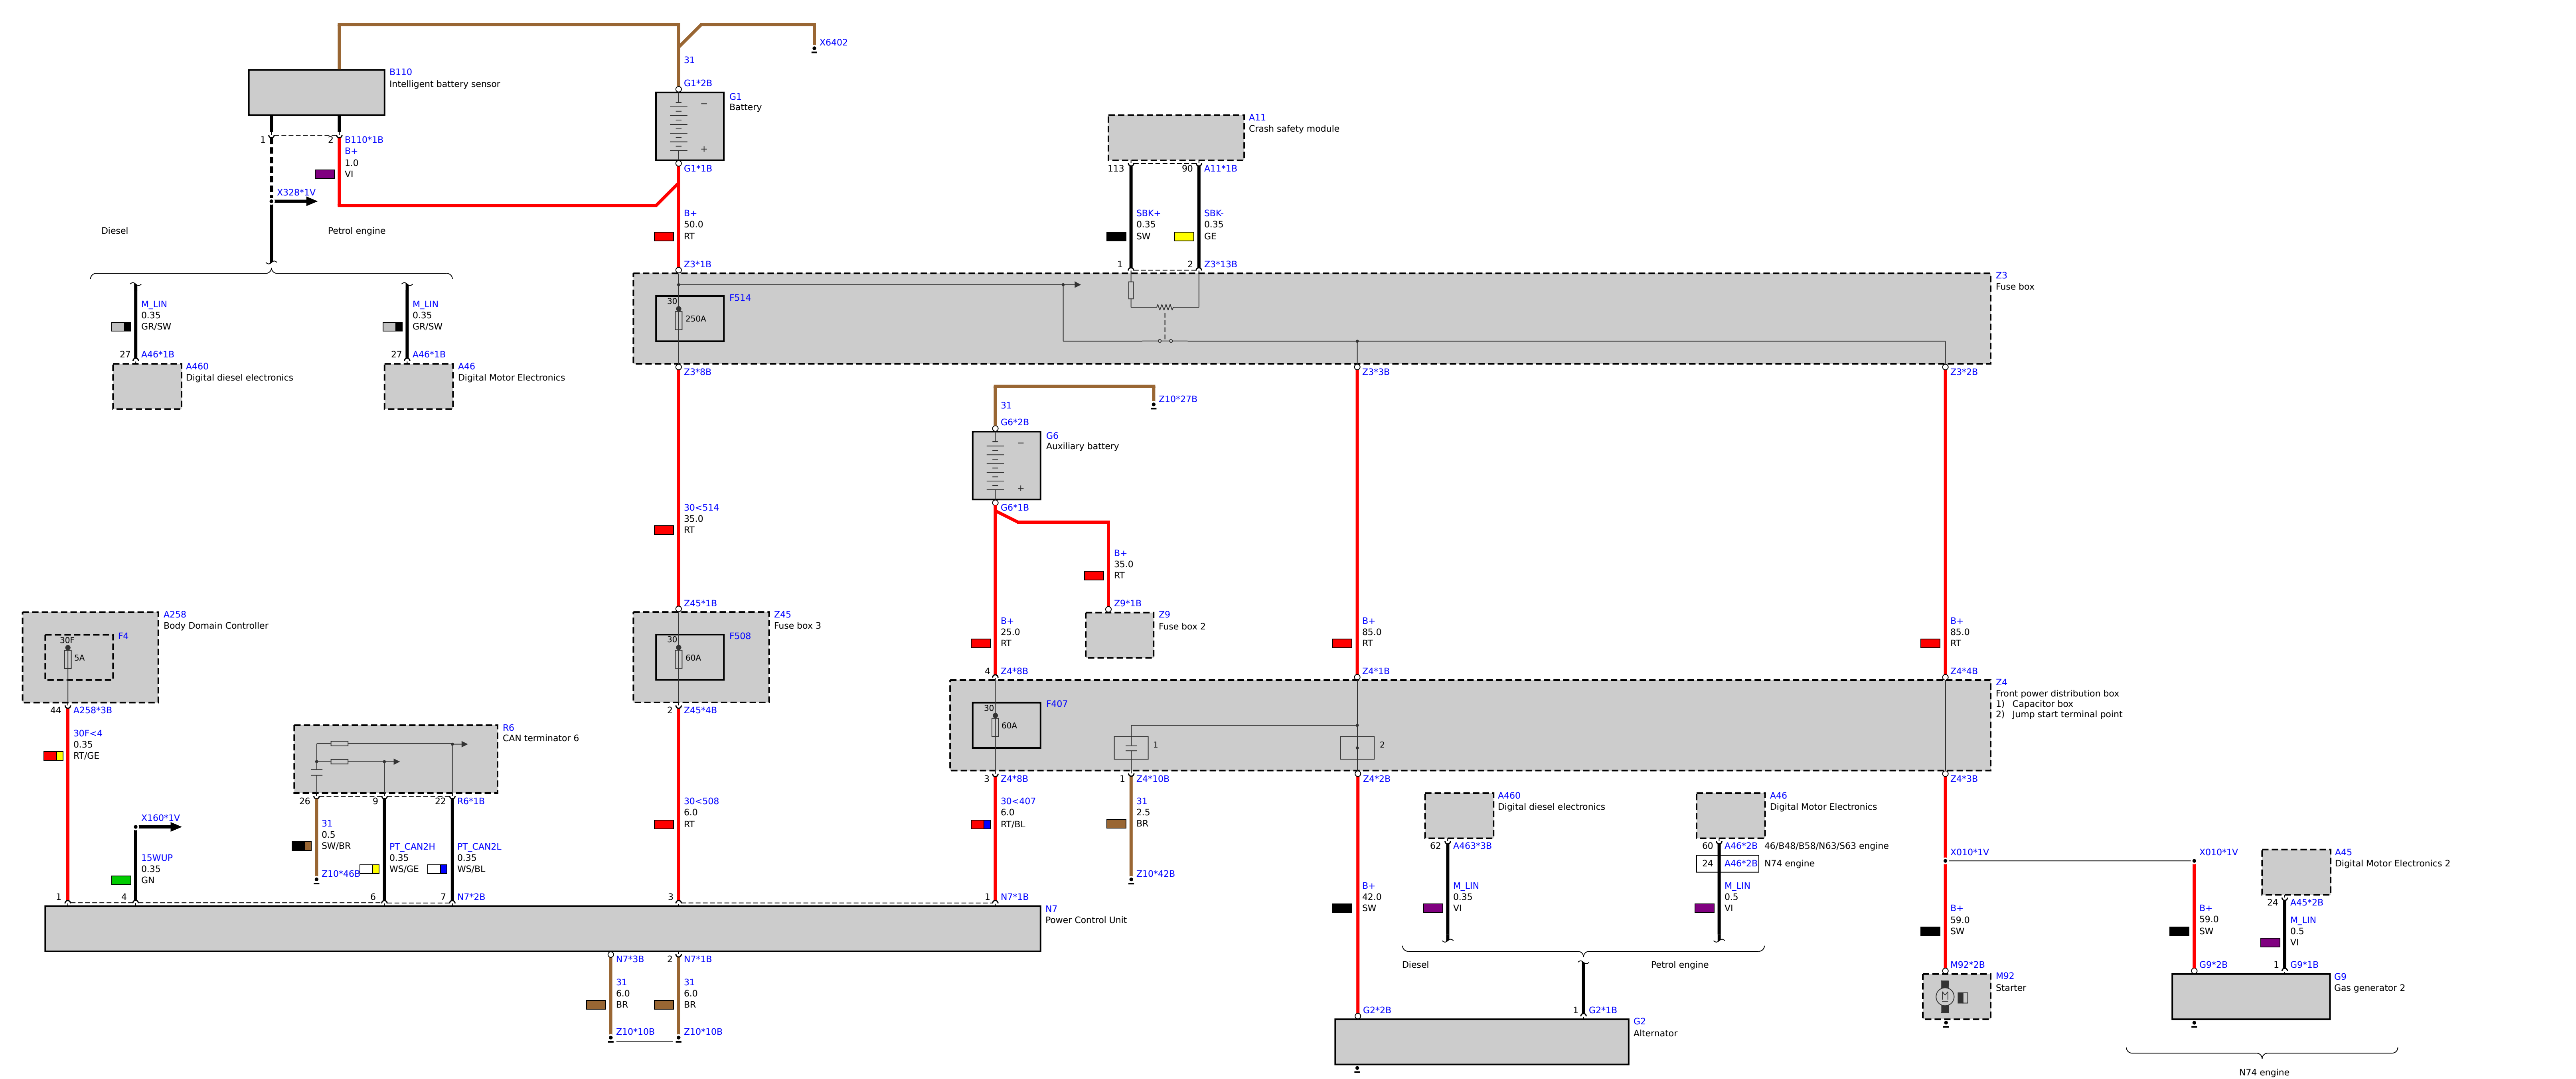 X6402
31
G1*2B
B110
Intelligent battery sensor
G1
Battery
−
+
1
2
B110*1B
B+
1.0
VI
X328*1V
Diesel
Petrol engine
G1*1B
B+
50.0
RT
Z3*1B
A11
Crash safety module
113
90
A11*1B
SBK+
0.35
SW
SBK-
0.35
GE
1
2
Z3*13B
Z3
Fuse box
30
F514
250A
M_LIN
0.35
GR/SW
27
A46*1B
A460
Digital diesel electronics
M_LIN
0.35
GR/SW
27
A46*1B
A46
Digital Motor Electronics
Z3*8B
Z3*3B
Z3*2B
31
Z10*27B
G6*2B
G6
Auxiliary battery
−
+
G6*1B
30<514
35.0
RT
B+
35.0
RT
Z9*1B
Z9
Fuse box 2
Z45*1B
Z45
Fuse box 3
30
F508
60A
2
Z45*4B
A258
Body Domain Controller
30F
F4
5A
44
A258*3B
30F<4
0.35
RT/GE
B+
25.0
RT
4
Z4*8B
B+
85.0
RT
Z4*1B
B+
85.0
RT
Z4*4B
Z4
Front power distribution box
1) Capacitor box
2) Jump start terminal point
30
F407
60A
1
2
R6
CAN terminator 6
26
9
22
R6*1B
31
0.5
SW/BR
Z10*46B
PT_CAN2H
0.35
WS/GE
PT_CAN2L
0.35
WS/BL
X160*1V
15WUP
0.35
GN
30<508
6.0
RT
3
Z4*8B
30<407
6.0
RT/BL
1
Z4*10B
31
2.5
BR
Z10*42B
Z4*2B
Z4*3B
1
4
6
7
N7*2B
3
1
N7*1B
N7
Power Control Unit
N7*3B
2
N7*1B
31
6.0
BR
31
6.0
BR
Z10*10B
Z10*10B
A460
Digital diesel electronics
62
A463*3B
M_LIN
0.35
VI
A46
Digital Motor Electronics
60
A46*2B
46/B48/B58/N63/S63 engine
24
A46*2B
N74 engine
M_LIN
0.5
VI
Diesel
Petrol engine
B+
42.0
SW
G2*2B
1
G2*1B
G2
Alternator
X010*1V
X010*1V
B+
59.0
SW
M92*2B
M92
Starter
M
B+
59.0
SW
G9*2B
A45
Digital Motor Electronics 2
24
A45*2B
M_LIN
0.5
VI
1
G9*1B
G9
Gas generator 2
N74 engine